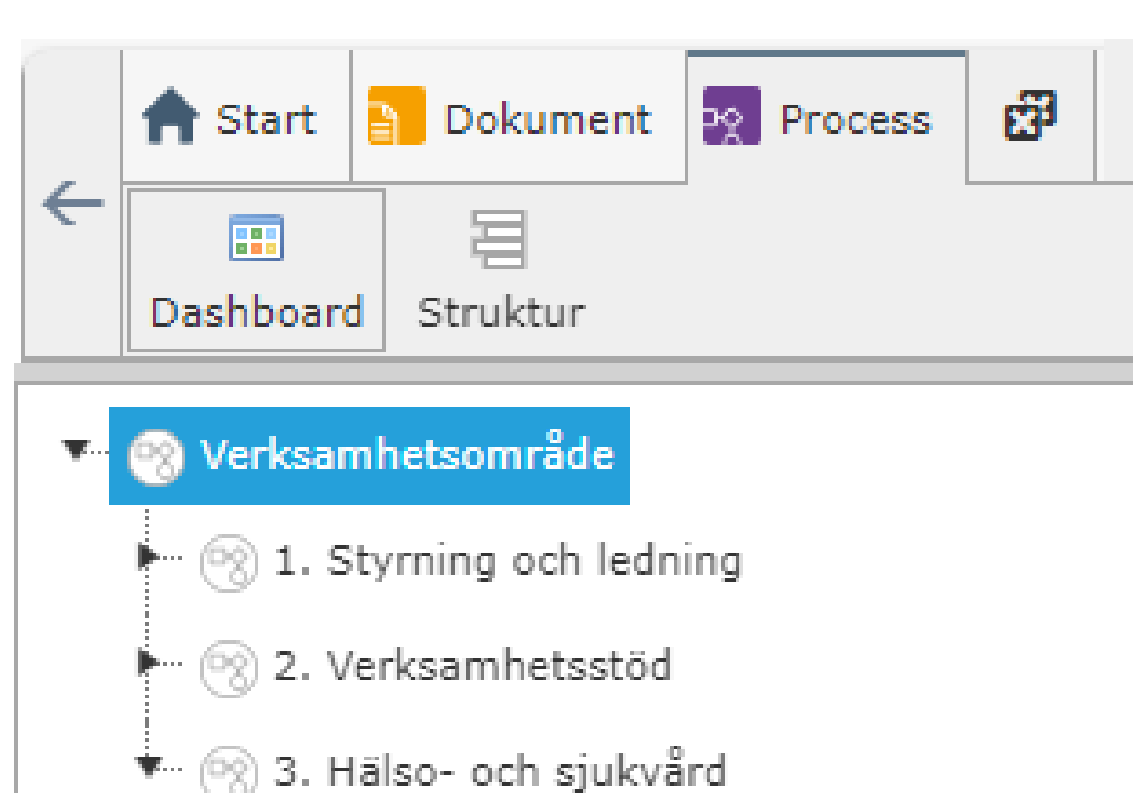 Start Dokument Process
Dashboard Struktur
Verksamhetsområde
1. Styrning och ledning
2. Verksamhetsstöd
3. Hälso- och sjukvård